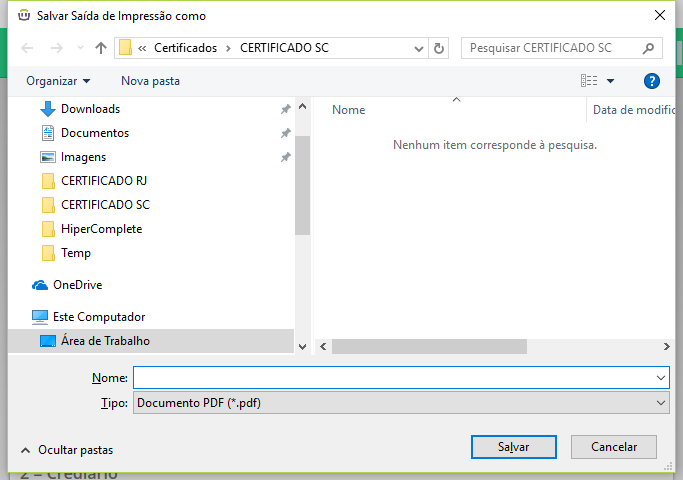 Salvar Saída de Impressão como
« Certificados › CERTIFICADO SC
Pesquisar CERTIFICADO SC
Organizar
Nova pasta
?
Downloads
Documentos
Imagens
CERTIFICADO RJ
CERTIFICADO SC
HiperComplete
Temp
OneDrive
Este Computador
Área de Trabalho
Nome
Data de modific
Nenhum item corresponde à pesquisa.
Nome:
Tipo: Documento PDF (*.pdf)
Ocultar pastas
Salvar
Cancelar
2 – Crediário